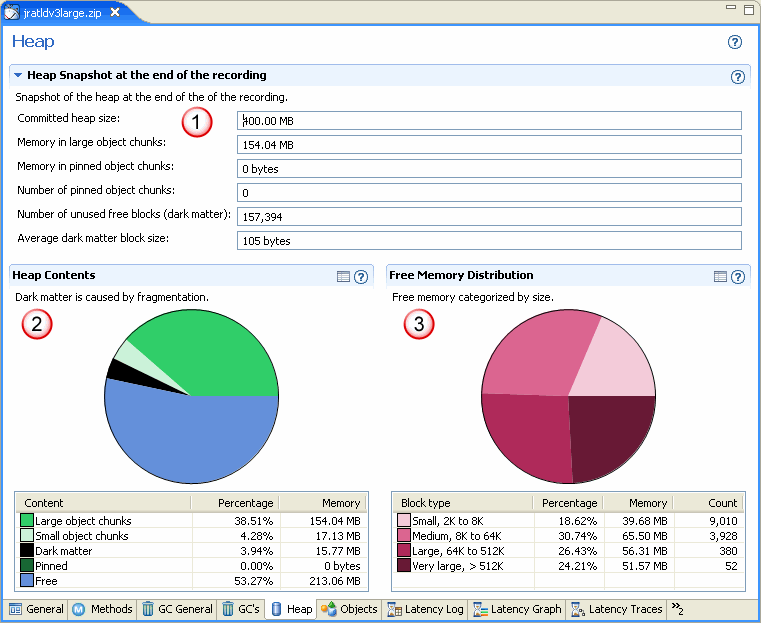 jratldv3large.zip
Heap
Heap Snapshot at the end of the recording
Snapshot of the heap at the end of the of the recording.
Committed heap size: 1 400.00 MB
Memory in large object chunks: 154.04 MB
Memory in pinned object chunks: 0 bytes
Number of pinned object chunks: 0
Number of unused free blocks (dark matter): 157,394
Average dark matter block size: 105 bytes
Heap Contents
Dark matter is caused by fragmentation.
2
Content Percentage Memory
Large object chunks 38.51% 154.04 MB
Small object chunks 4.28% 17.13 MB
Dark matter 3.94% 15.77 MB
Pinned 0.00% 0 bytes
Free 53.27% 213.06 MB
Free Memory Distribution
Free memory categorized by size.
3
Block type Percentage Memory Count
Small, 2K to 8K 18.62% 39.68 MB 9,010
Medium, 8K to 64K 30.74% 65.50 MB 3,928
Large, 64K to 512K 26.43% 56.31 MB 380
Very large, > 512K 24.21% 51.57 MB 52
General Methods GC General GC's Heap Objects Latency Log Latency Graph Latency Traces »2